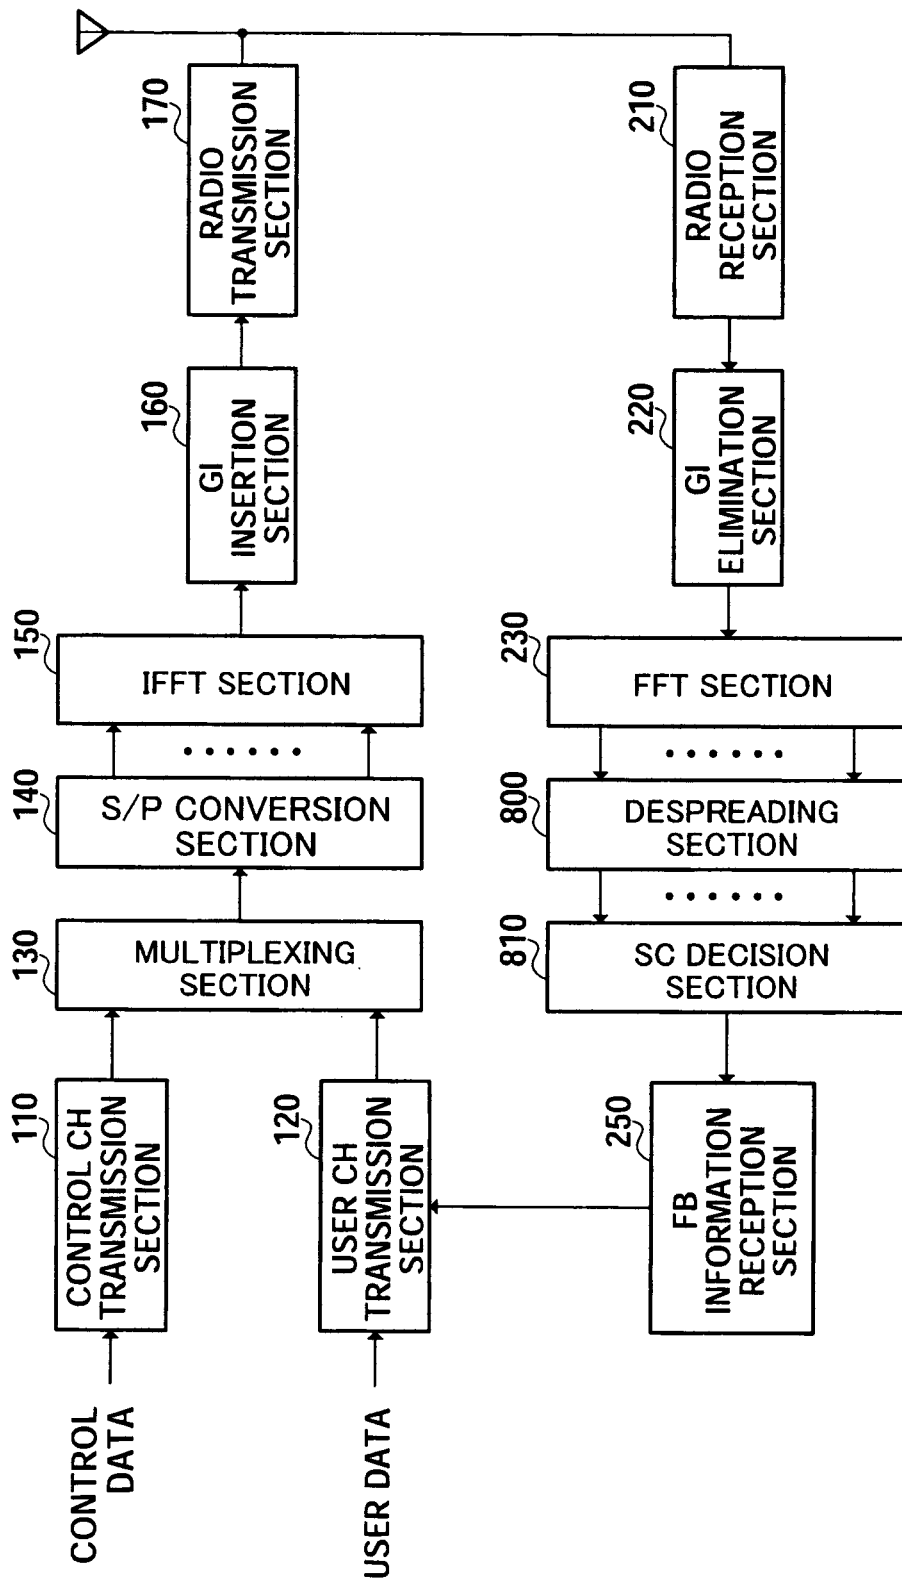 CONTROL
DATA
110
CONTROL CH
TRANSMISSION
SECTION
USER DATA
120
USER CH
TRANSMISSION
SECTION
130
MULTIPLEXING
SECTION
140
S/P CONVERSION
SECTION
150
IFFT SECTION
160
GI
INSERTION
SECTION
170
RADIO
TRANSMISSION
SECTION
250
FB
INFORMATION
RECEPTION
SECTION
810
SC DECISION
SECTION
800
DESPREADING
SECTION
230
FFT SECTION
220
GI
ELIMINATION
SECTION
210
RADIO
RECEPTION
SECTION